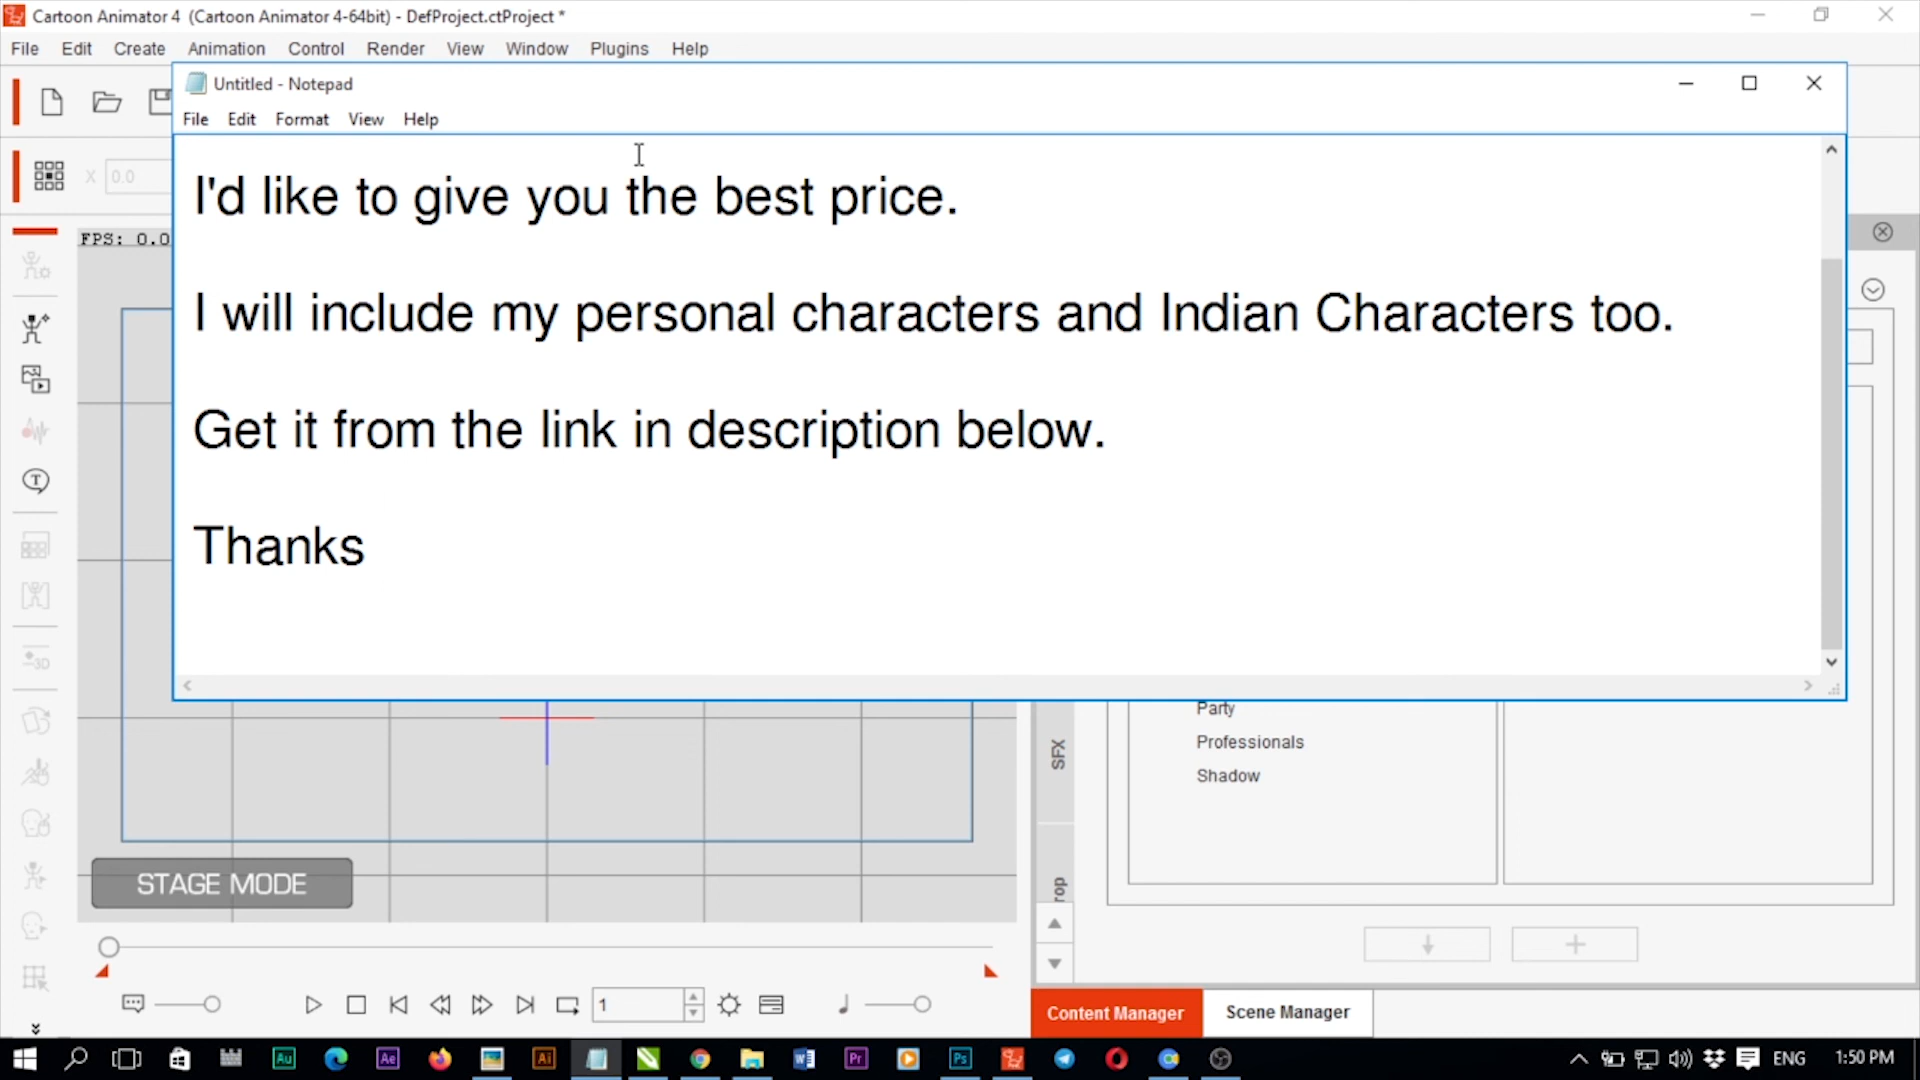 Cartoon Animator 4 (Cartoon Animator 4-64bit) - DefProject.ctProject *
File Edit Create Animation Control Render View Window Plugins Help
Untitled - Notepad
File Edit Format View Help
X 0.0
I'd like to give you the best price.
FPS: 0.0
I will include my personal characters and Indian Characters too.
Get it from the link in description below.
Thanks
Party
Professionals
Shadow
SFX
STAGE MODE
1
Content Manager Scene Manager
ENG 1:50 PM